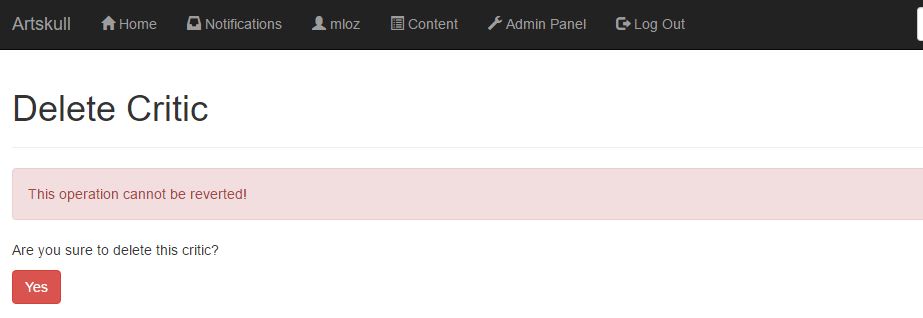 Artskull Home Notifications mloz Content Admin Panel Log Out
Delete Critic
This operation cannot be reverted!
Are you sure to delete this critic?
Yes